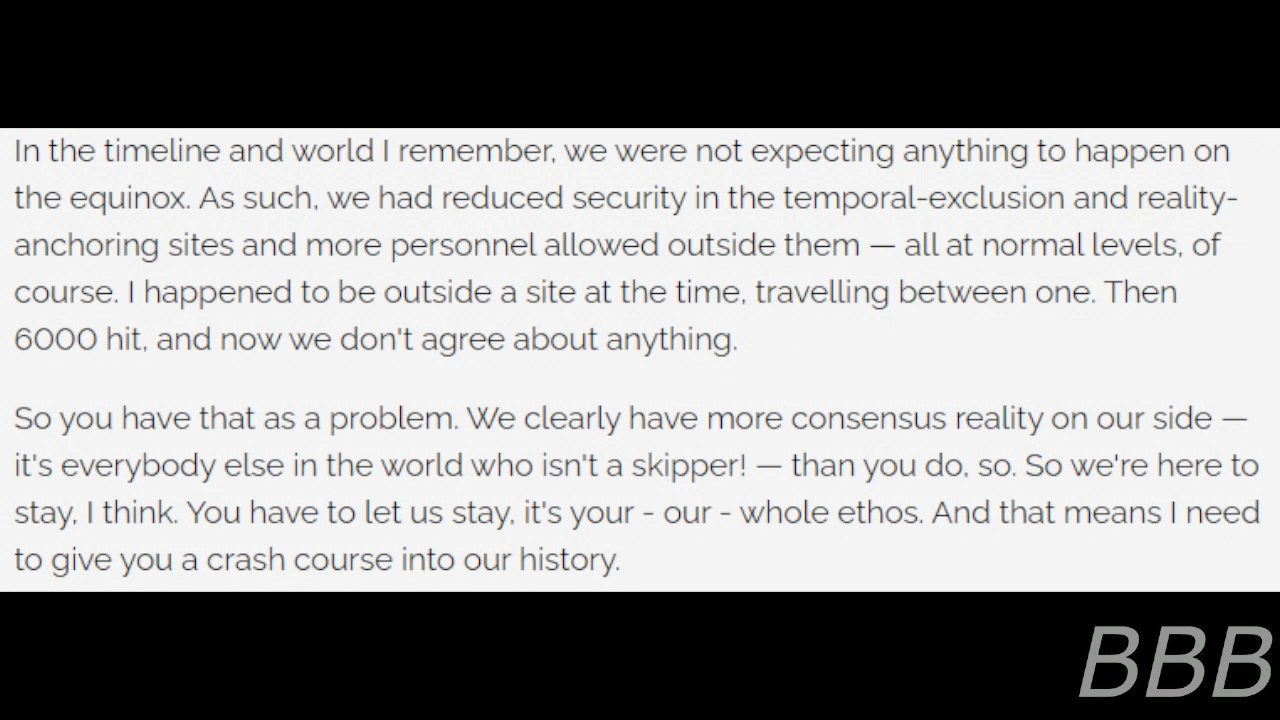 In the timeline and world I remember, we were not expecting anything to happen on
the equinox. As such, we had reduced security in the temporal-exclusion and reality-
anchoring sites and more personnel allowed outside them — all at normal levels, of
course. I happened to be outside a site at the time, travelling between one. Then
6000 hit, and now we don't agree about anything.
So you have that as a problem. We clearly have more consensus reality on our side —
it's everybody else in the world who isn't a skipper! — than you do, so. So we're here to
stay, I think. You have to let us stay, it's your - our - whole ethos. And that means I need
to give you a crash course into our history.
BBB